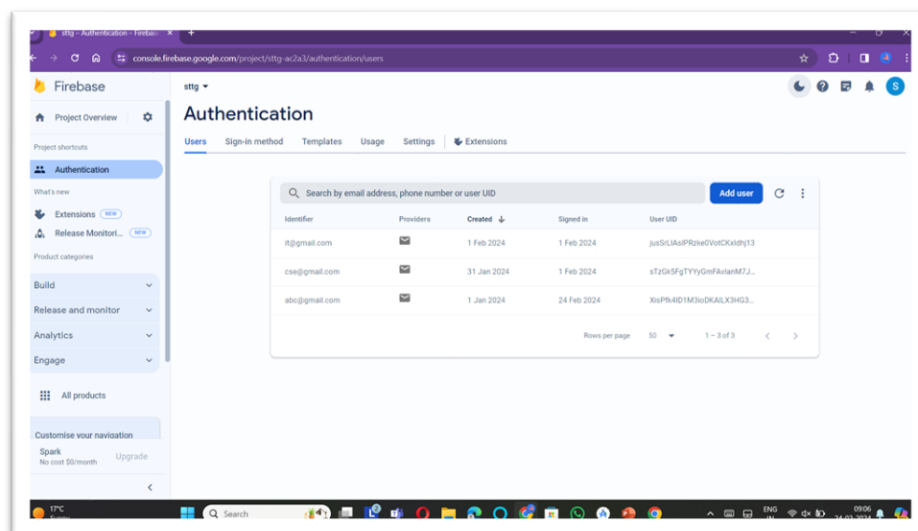 sttg – Authentication – Firebas
console.firebase.google.com/project/sttg-ac2a3/authentication/users
Firebase
sttg
Project Overview
Authentication
Users Sign-in method Templates Usage Settings Extensions
Project shortcuts
Authentication
What's new
Extensions NEW
Release Monitori... NEW
Product categories
Build
Release and monitor
Analytics
Engage
All products
Customise your navigation
Spark
No cost $0/month
Upgrade
Search by email address, phone number or user UID
Add user
Identifier Providers Created Signed in User UID
it@gmail.com 1 Feb 2024 1 Feb 2024
cse@gmail.com 31 Jan 2024 1 Feb 2024
abc@gmail.com 1 Jan 2024 24 Feb 2024
Rows per page 50 1 – 3 of 3
S
17°C
Search
ENG
IN
09:06
24-02-2024